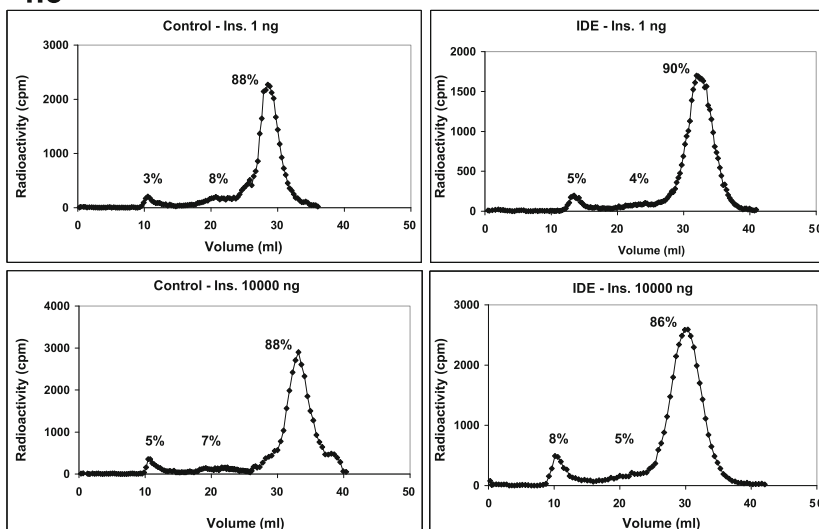 Control - Ins. 1 ng
Radioactivity (cpm)
3000
2000
1000
0
3%
8%
88%
0 10 20 30 40 50
Volume (ml)
IDE - Ins. 1 ng
Radioactivity (cpm)
2000
1500
1000
500
0
5%
4%
90%
0 10 20 30 40 50
Volume (ml)
Control - Ins. 10000 ng
Radioactivity (cpm)
4000
3000
2000
1000
0
5%
7%
88%
0 10 20 30 40 50
Volume (ml)
IDE - Ins. 10000 ng
Radioactivity (cpm)
3000
2000
1000
0
8%
5%
86%
0 10 20 30 40 50
Volume (ml)